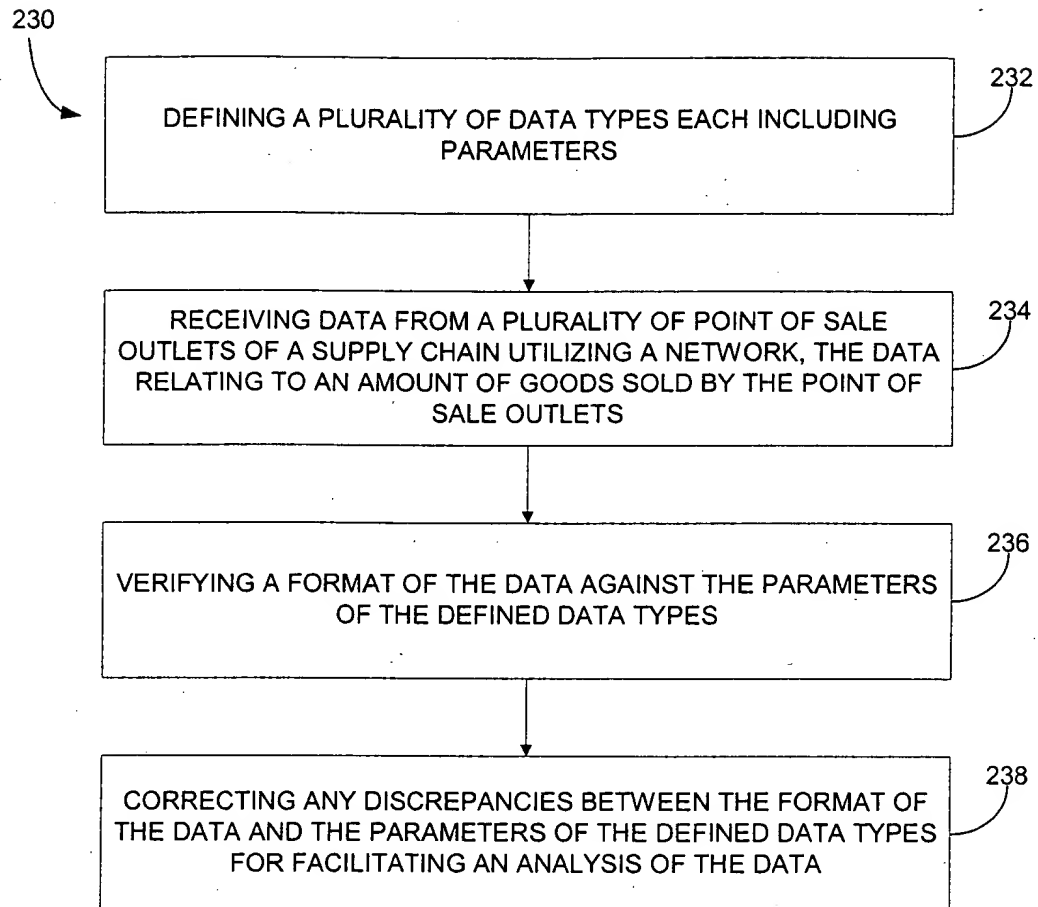 230
232
DEFINING A PLURALITY OF DATA TYPES EACH INCLUDING
PARAMETERS
234
RECEIVING DATA FROM A PLURALITY OF POINT OF SALE
OUTLETS OF A SUPPLY CHAIN UTILIZING A NETWORK, THE DATA
RELATING TO AN AMOUNT OF GOODS SOLD BY THE POINT OF
SALE OUTLETS
236
VERIFYING A FORMAT OF THE DATA AGAINST THE PARAMETERS
OF THE DEFINED DATA TYPES
238
CORRECTING ANY DISCREPANCIES BETWEEN THE FORMAT OF
THE DATA AND THE PARAMETERS OF THE DEFINED DATA TYPES
FOR FACILITATING AN ANALYSIS OF THE DATA